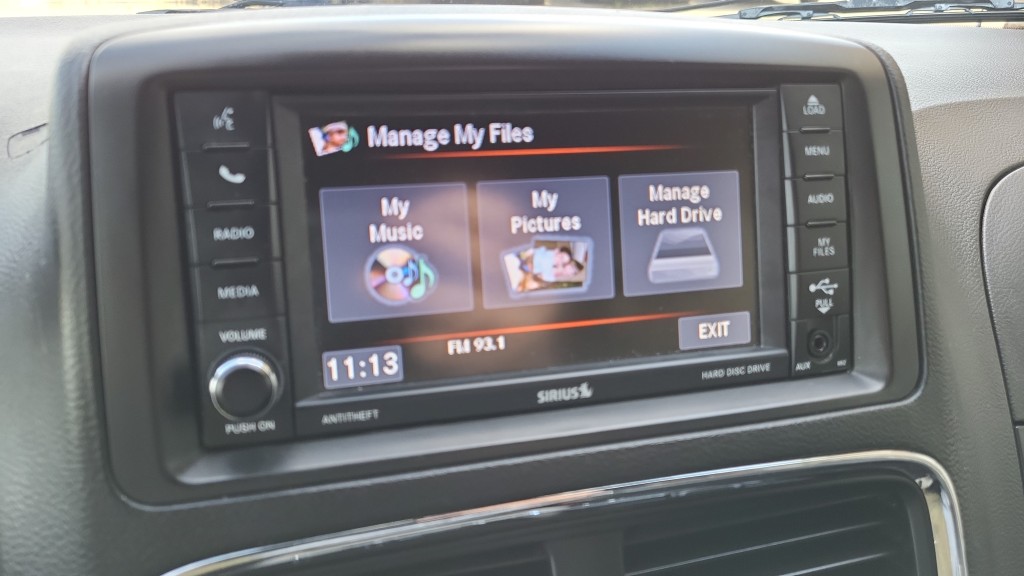 LOAD
MENU
AUDIO
MY
FILES
PULL
AUX
RADIO
MEDIA
VOLUME
PUSH ON
Manage My Files
My
Music
My
Pictures
Manage
Hard Drive
11:13
FM 93.1
EXIT
ANTITHEFT
SIRIUS
HARD DISC DRIVE